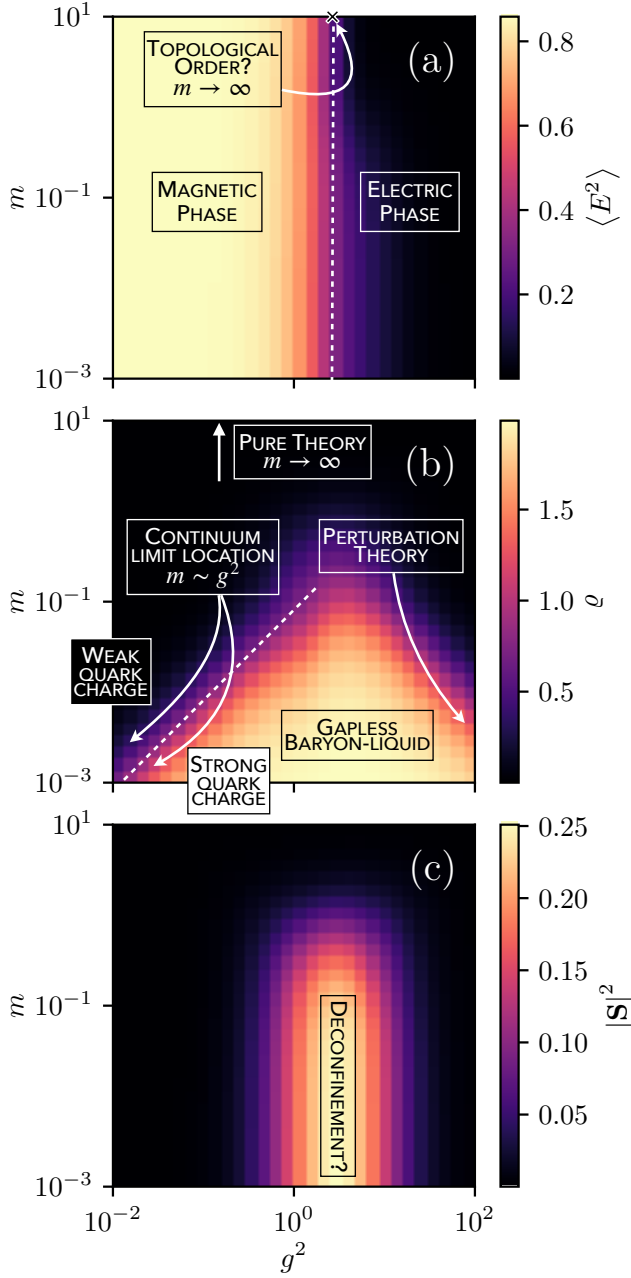 10^1
(a)
TOPOLOGICAL
ORDER?
m → ∞
0.8
0.6
m
10^{-1}
MAGNETIC
PHASE
ELECTRIC
PHASE
⟨E^2⟩
0.4
0.2
10^{-3}
10^1
PURE THEORY
m → ∞
(b)
CONTINUUM
LIMIT LOCATION
m ∼ g^2
PERTURBATION
THEORY
1.5
m
10^{-1}
1.0
ϱ
WEAK
QUARK
CHARGE
0.5
GAPLESS
BARYON-LIQUID
STRONG
QUARK
CHARGE
10^{-3}
10^1
(c)
0.25
0.20
m
10^{-1}
DECONFINEMENT?
0.15
|S|^2
0.10
0.05
10^{-3}
10^{-2}
10^0
10^2
g^2